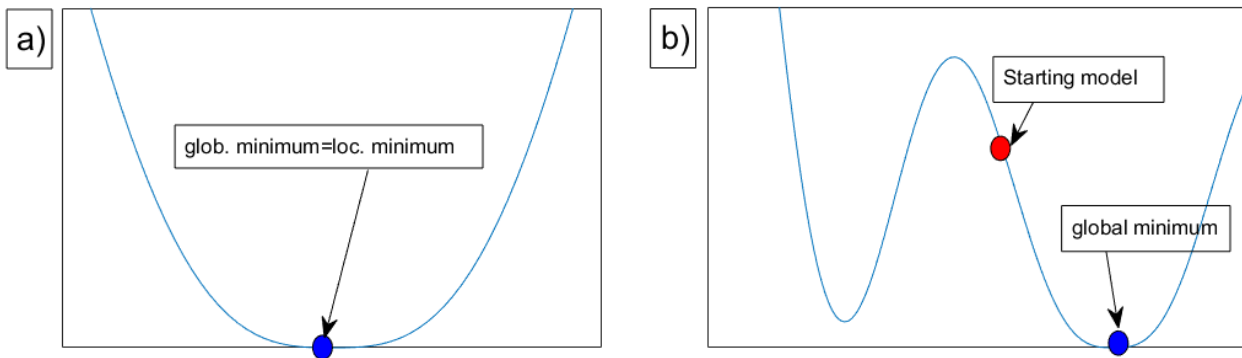 a)
glob. minimum=loc. minimum
b)
Starting model
global minimum